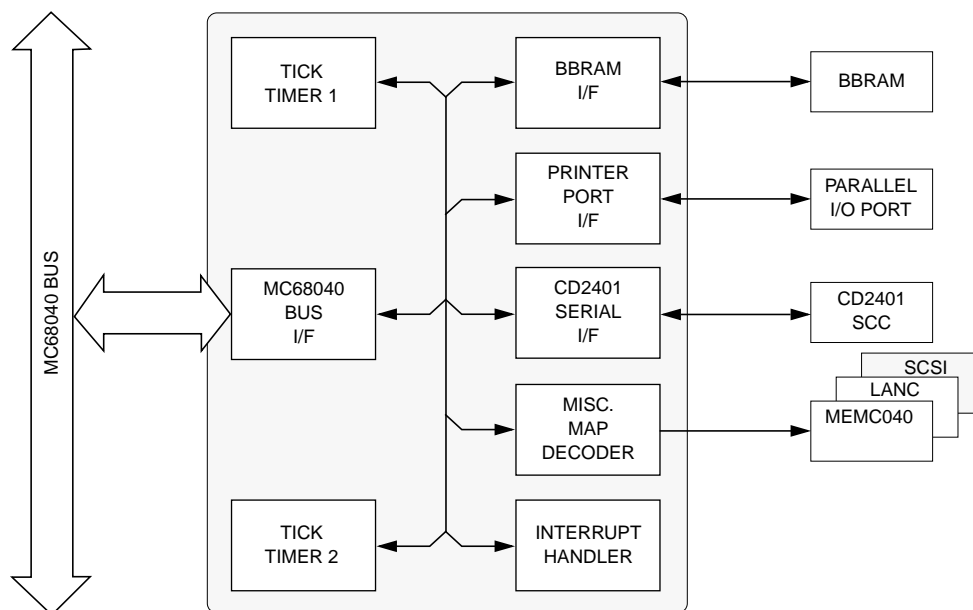 MC68040 BUS
TICK
TIMER 1
BBRAM
I/F
BBRAM
PRINTER
PORT
I/F
PARALLEL
I/O PORT
MC68040
BUS
I/F
CD2401
SERIAL
I/F
CD2401
SCC
SCSI
LANC
MEMC040
MISC.
MAP
DECODER
TICK
TIMER 2
INTERRUPT
HANDLER